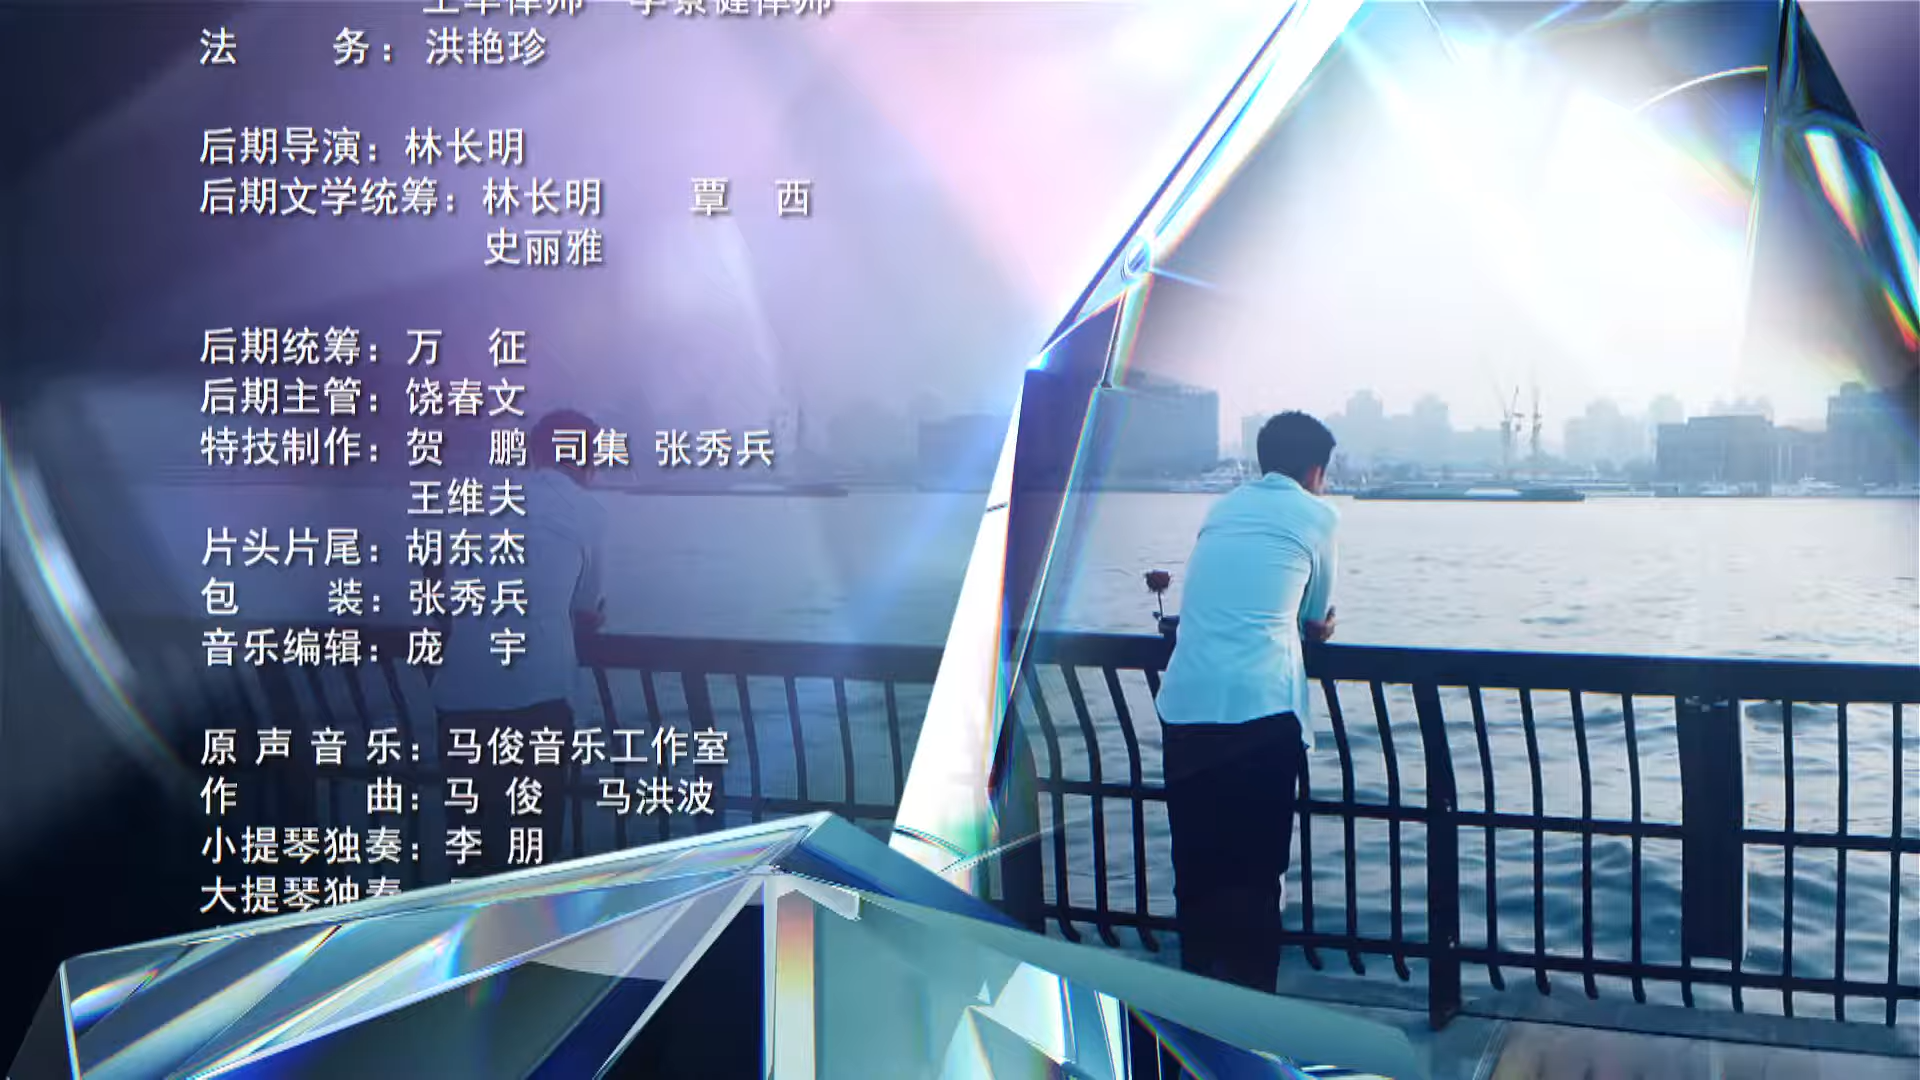 法 务：洪艳珍
后期导演：林长明
后期文学统筹：林长明 覃 西
史丽雅
后期统筹：万 征
后期主管：饶春文
特技制作：贺 鹏 司集 张秀兵
王维夫
片头片尾：胡东杰
包 装：张秀兵
音乐编辑：庞 宇
原声音乐：马俊音乐工作室
作 曲：马 俊 马洪波
小提琴独奏：李 朋
大提琴独奏